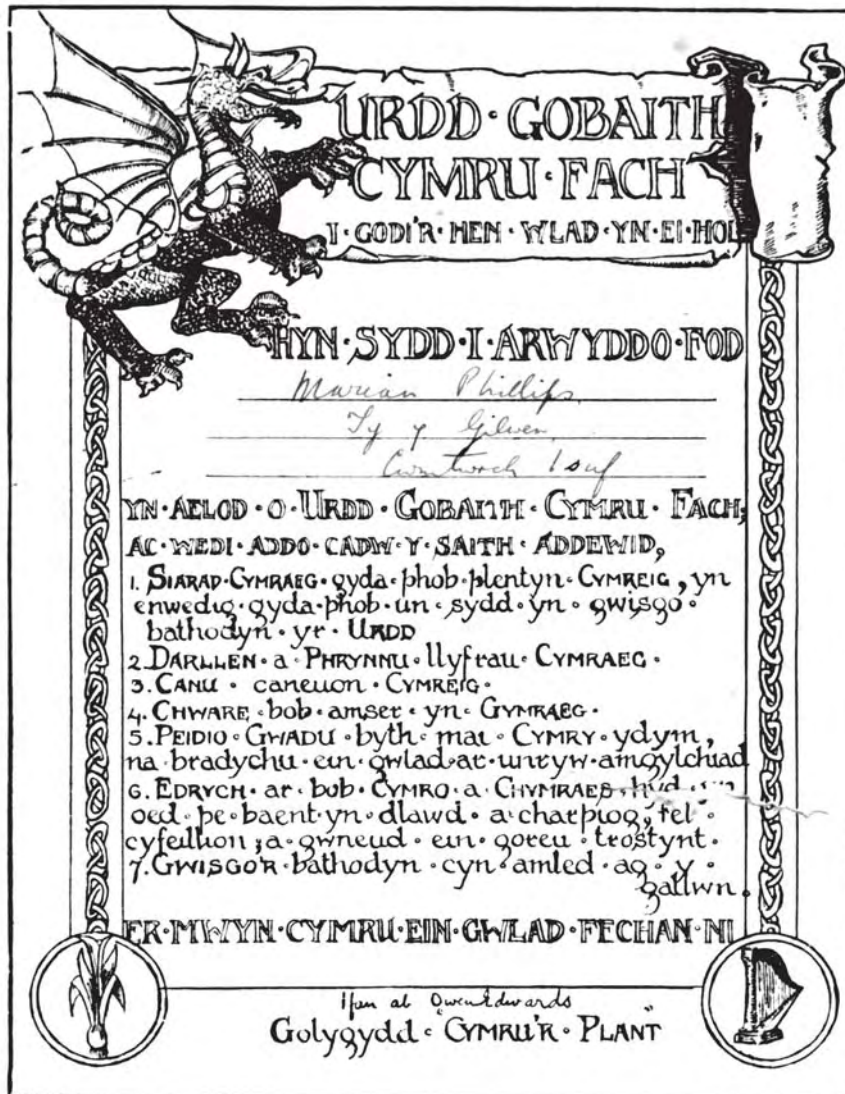 URDD · GOBAITH
CYMRU · FACH
I · GODI'R · HEN · WLAD · YN · EI · HOL
HYN · SYDD · I · ARWYDDO · FOD
Marian Phillips
Ty y Gilwen
Cwmtwrch Isaf
YN · AELOD · O · URDD · GOBAITH · CYMRU · FACH,
AC · WEDI · ADDO · CADW · Y · SAITH · ADDEWID,
1. SIARAD · CYMRAEG · gyda · phob · plentyn · CYMREIG, yn
enwedig · gyda · phob · un · sydd · yn · gwisgo ·
bathodyn · yr · URDD
2. DARLLEN · a · PHRYNNU · llyfrau · CYMRAEG ·
3. CANU · caneuon · CYMREIG ·
4. CHWARE · bob · amser · yn · GYMRAEG ·
5. PEIDIO · GWADU · byth · mai · CYMRY · ydym,
na · bradychu · ein · gwlad · ar · unryw · amgylchiad
6. EDRYCH · ar · bob · CYMRO · a · CHYMRAES · hyd · yn
oed · pe · baent · yn · dlawd · a · charpiog, fel ·
cyfeillion; a · gwneud · ein · goreu · trostynt ·
7. GWISGO'R · bathodyn · cyn · amled · ag · y ·
gallwn ·
ER · MWYN · CYMRU · EIN · GWLAD · FECHAN · NI
Ifan ab Owen Edwards
Golygydd · "CYMRU'R · PLANT"